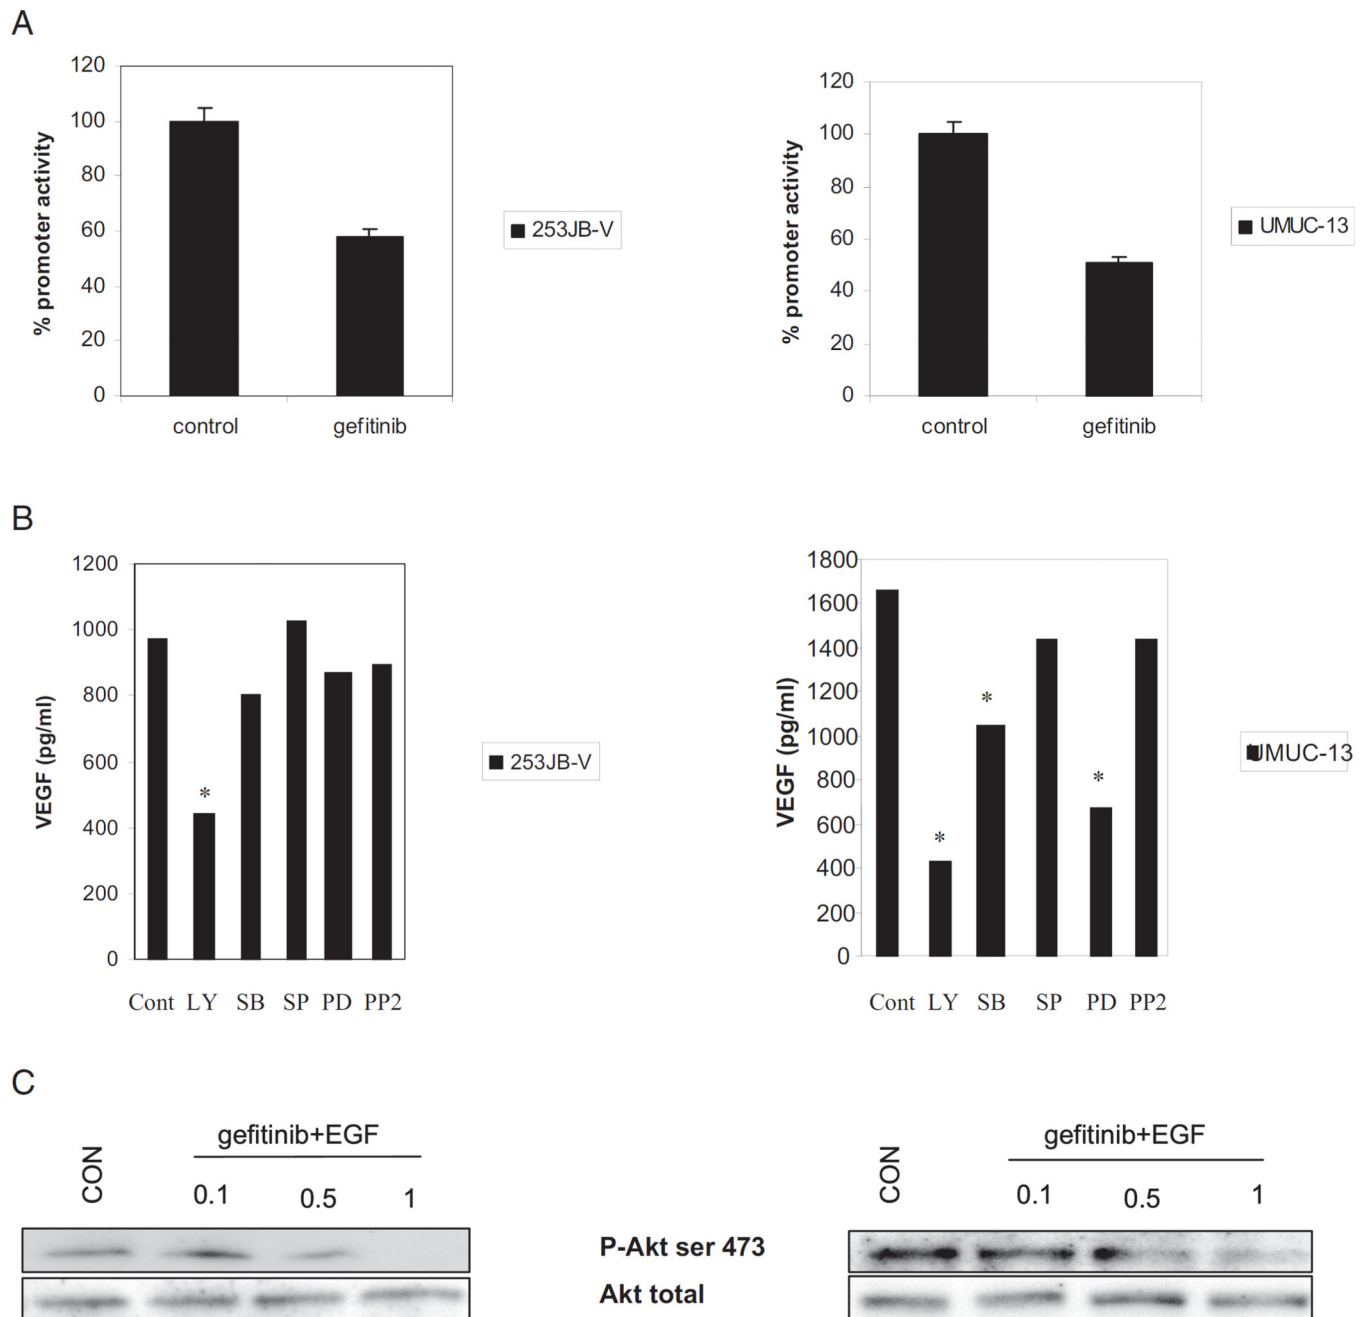 A
120
100
80
60
40
20
0
% promoter activity
control gefitinib
253JB-V
120
100
80
60
40
20
0
% promoter activity
control gefitinib
UMUC-13
B
1200
1000
800
600
400
200
0
VEGF (pg/ml)
*
Cont LY SB SP PD PP2
253JB-V
1800
1600
1400
1200
1000
800
600
400
200
0
VEGF (pg/ml)
*
*
*
Cont LY SB SP PD PP2
UMUC-13
C
CON
gefitinib+EGF
0.1 0.5 1
P-Akt ser 473
Akt total
CON
gefitinib+EGF
0.1 0.5 1